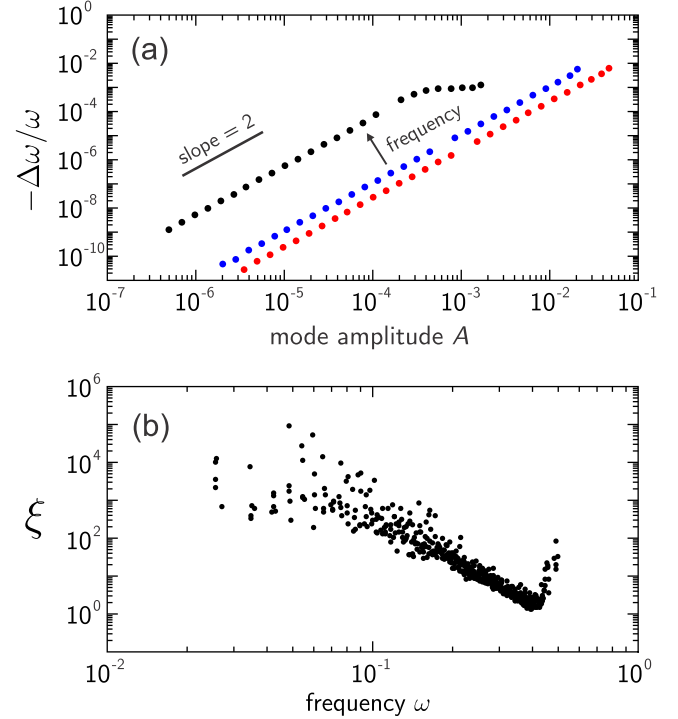 (a)
10^0
10^-2
10^-4
10^-6
10^-8
10^-10
−Δω/ω
slope = 2
frequency
10^-7 10^-6 10^-5 10^-4 10^-3 10^-2 10^-1
mode amplitude A
(b)
10^6
10^4
10^2
10^0
ξ
10^-2 10^-1 10^0
frequency ω